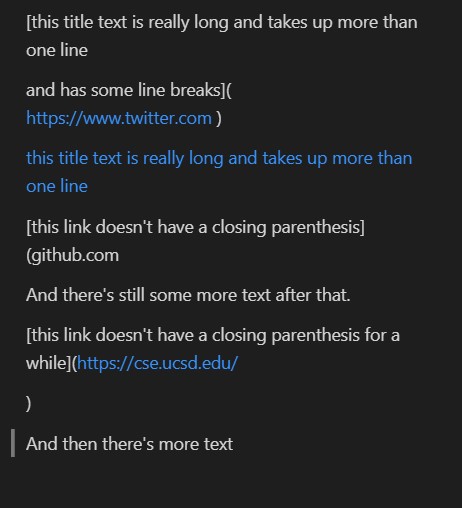 [this title text is really long and takes up more than
one line
and has some line breaks](
https://www.twitter.com )
this title text is really long and takes up more than
one line
[this link doesn't have a closing parenthesis]
(github.com
And there's still some more text after that.
[this link doesn't have a closing parenthesis for a
while](https://cse.ucsd.edu/
)
And then there's more text